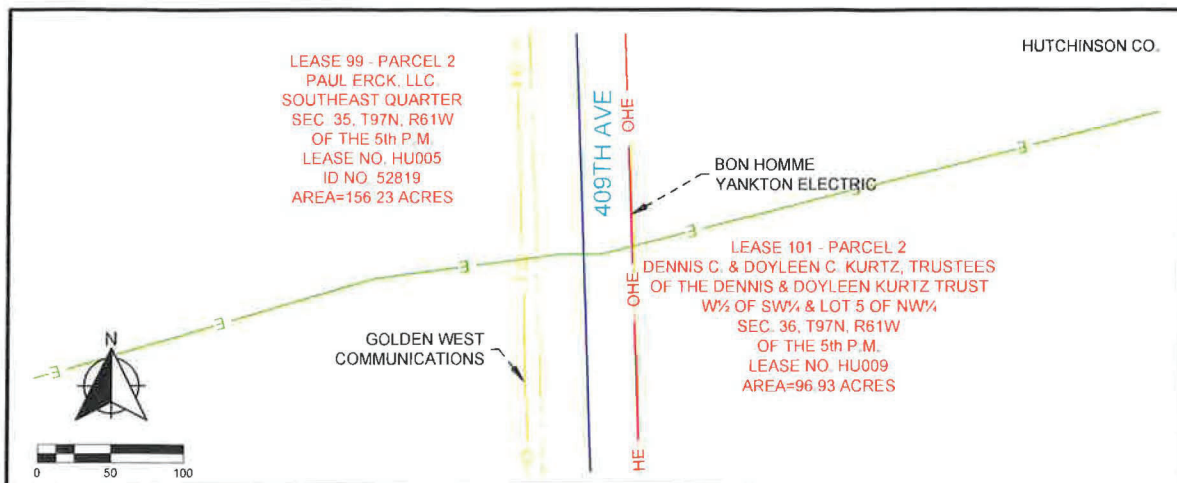 HUTCHINSON CO.
LEASE 99 - PARCEL 2
PAUL ERCK, LLC.
SOUTHEAST QUARTER
SEC. 35, T97N, R61W
OF THE 5th P.M.
LEASE NO. HU005
ID NO. 52819
AREA=156.23 ACRES
409TH AVE
OHE
BON HOMME
YANKTON ELECTRIC
E
E
E
E
E
E
LEASE 101 - PARCEL 2
DENNIS C. & DOYLEEN C. KURTZ, TRUSTEES
OF THE DENNIS & DOYLEEN KURTZ TRUST
W½ OF SW¼ & LOT 5 OF NW¼
SEC. 36, T97N, R61W
OF THE 5th P.M.
LEASE NO. HU009
AREA=96.93 ACRES
OHE
GOLDEN WEST
COMMUNICATIONS
HE
N
0 50 100